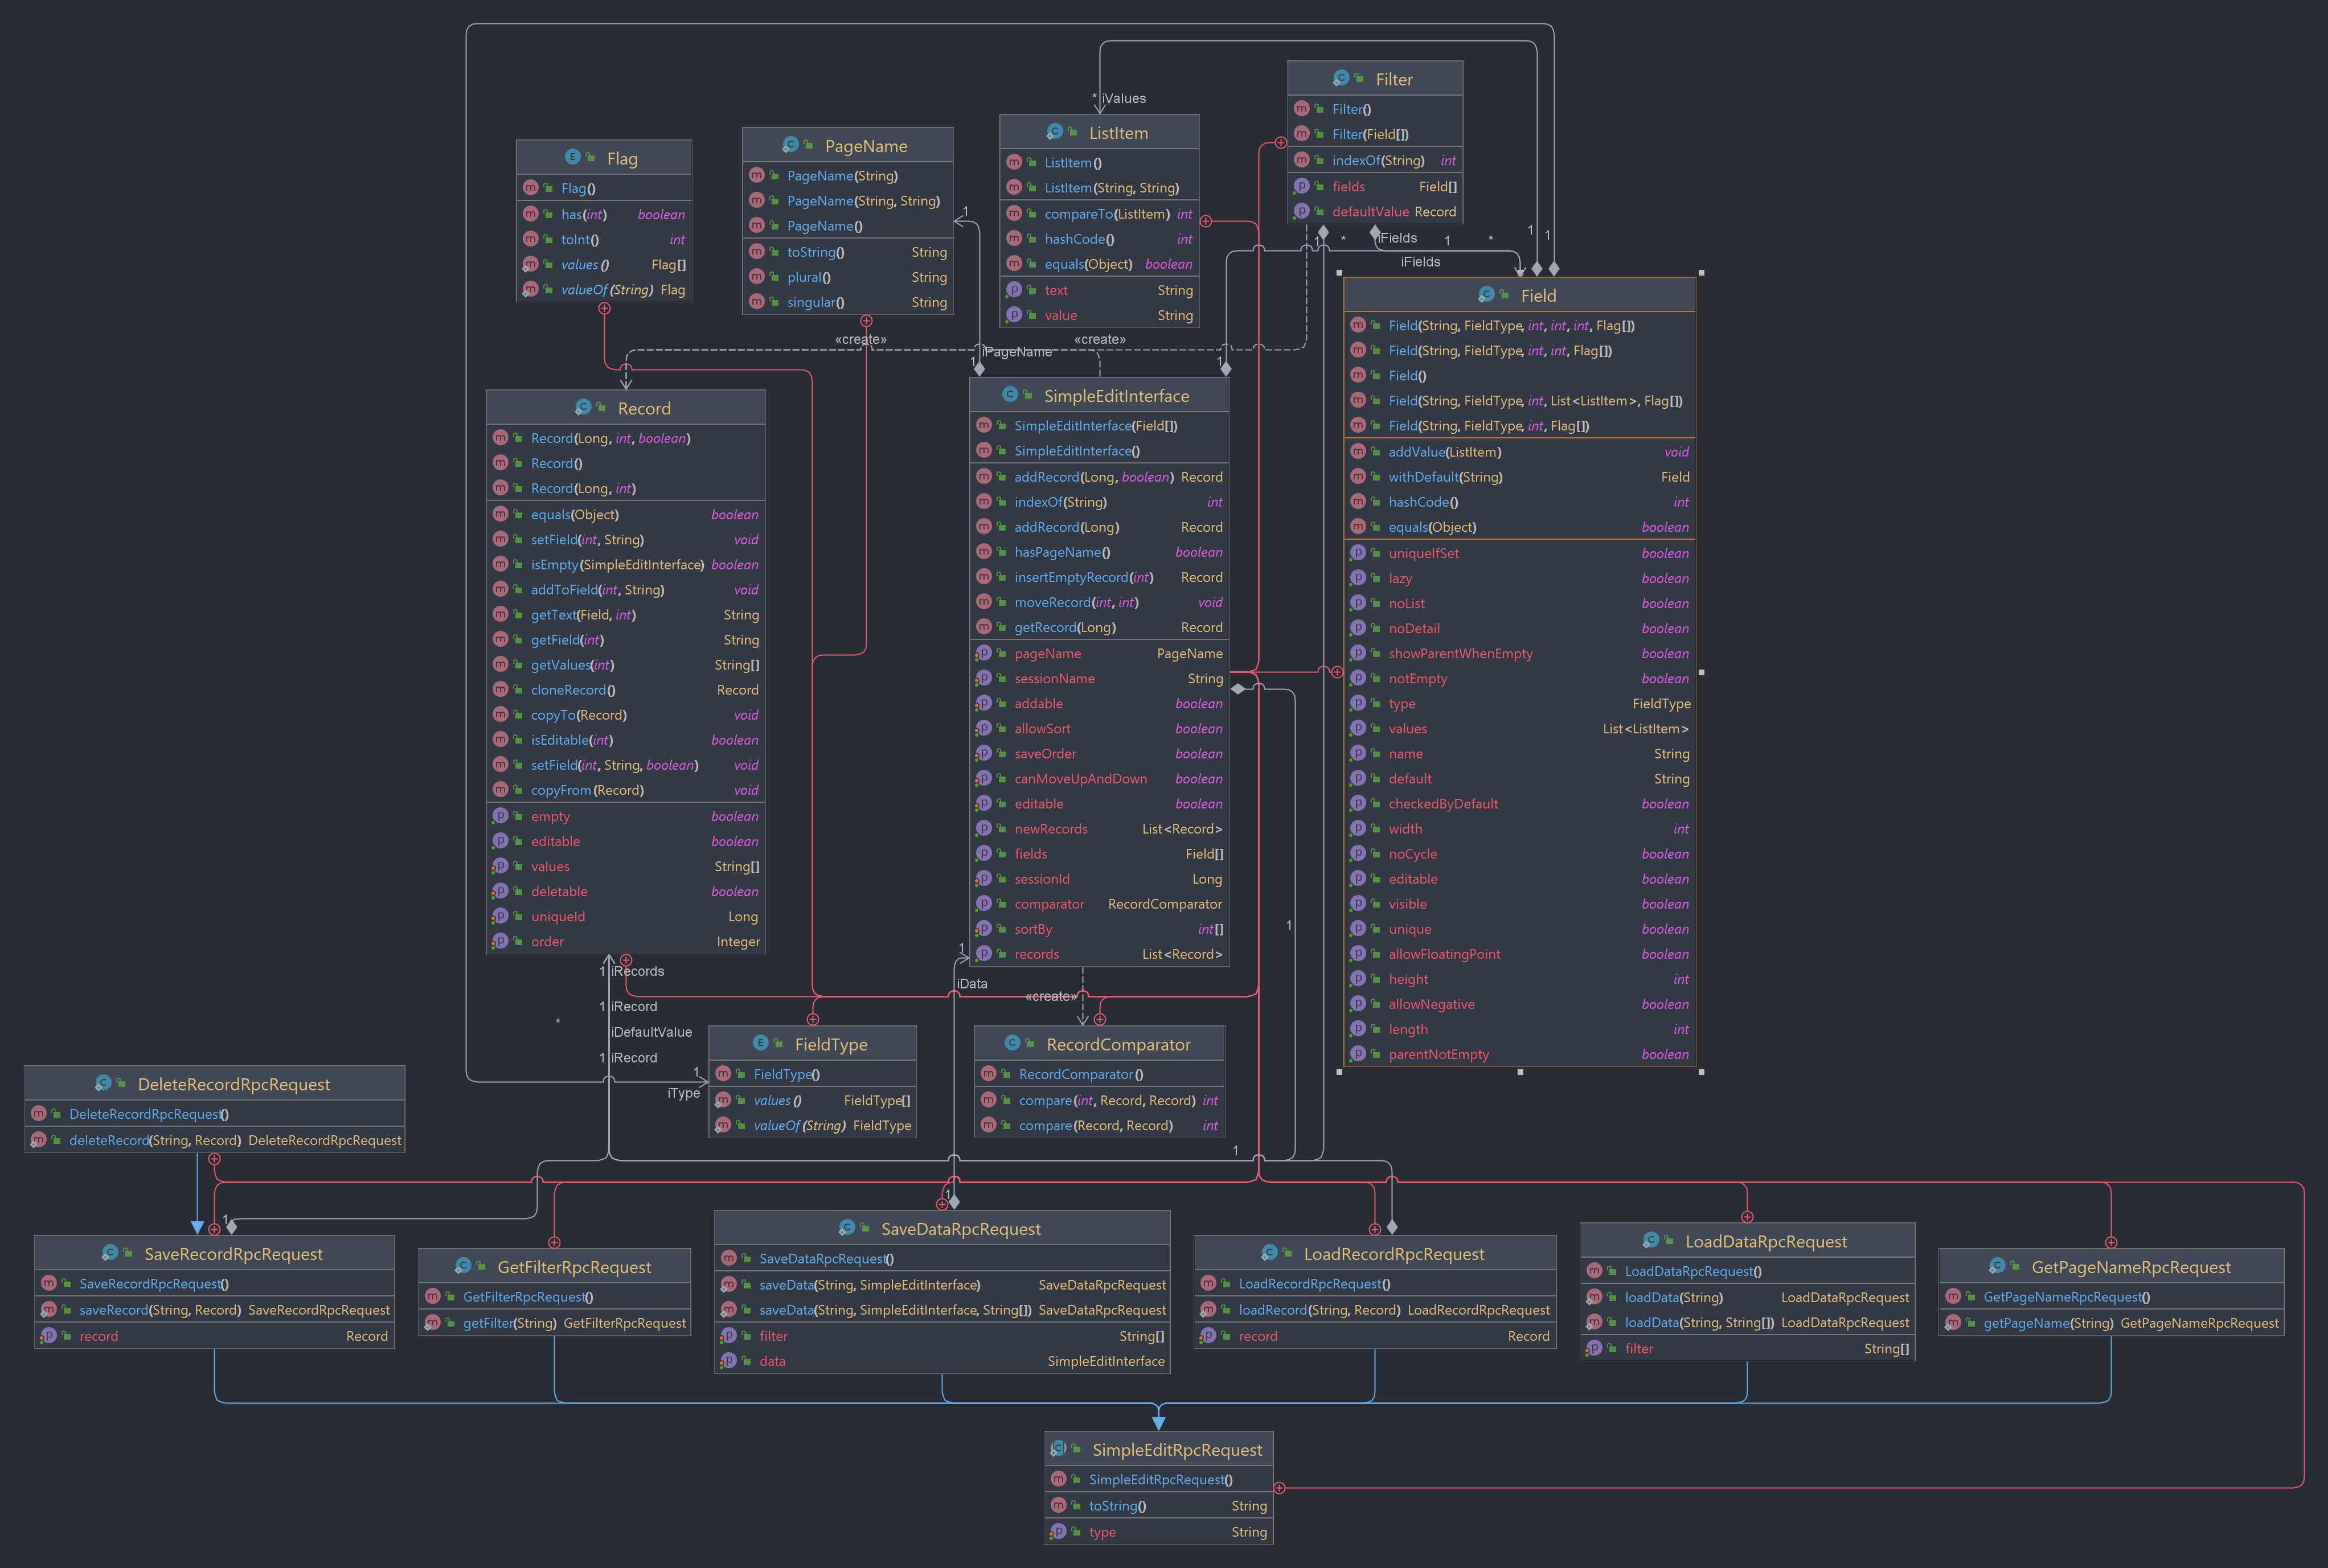 * iValues
Filter
Filter()
Filter(Field[])
indexOf(String) int
fields Field[]
defaultValue Record
ListItem
ListItem()
ListItem(String, String)
compareTo(ListItem) int
hashCode() int
equals(Object) boolean
text String
value String
PageName
PageName(String)
PageName(String, String)
PageName()
toString() String
plural() String
singular() String
Flag
Flag()
has(int) boolean
toInt() int
values() Flag[]
valueOf(String) Flag
1
1 * iFields 1 * 1 1
iFields
«create» «create»
1 iPageName 1
Field
Field(String, FieldType, int, int, int, Flag[])
Field(String, FieldType, int, int, Flag[])
Field()
Field(String, FieldType, int, List<ListItem>, Flag[])
Field(String, FieldType, int, Flag[])
addValue(ListItem) void
withDefault(String) Field
hashCode() int
equals(Object) boolean
uniqueIfSet boolean
lazy boolean
noList boolean
noDetail boolean
showParentWhenEmpty boolean
notEmpty boolean
type FieldType
values List<ListItem>
name String
default String
checkedByDefault boolean
width int
noCycle boolean
editable boolean
visible boolean
unique boolean
allowFloatingPoint boolean
height int
allowNegative boolean
length int
parentNotEmpty boolean
SimpleEditInterface
SimpleEditInterface(Field[])
SimpleEditInterface()
addRecord(Long, boolean) Record
indexOf(String) int
addRecord(Long) Record
hasPageName() boolean
insertEmptyRecord(int) Record
moveRecord(int, int) void
getRecord(Long) Record
pageName PageName
sessionName String
addable boolean
allowSort boolean
saveOrder boolean
canMoveUpAndDown boolean
editable boolean
newRecords List<Record>
fields Field[]
sessionId Long
comparator RecordComparator
sortBy int[]
records List<Record>
Record
Record(Long, int, boolean)
Record()
Record(Long, int)
equals(Object) boolean
setField(int, String) void
isEmpty(SimpleEditInterface) boolean
addToField(int, String) void
getText(Field, int) String
getField(int) String
getValues(int) String[]
cloneRecord() Record
copyTo(Record) void
isEditable(int) boolean
setField(int, String, boolean) void
copyFrom(Record) void
empty boolean
editable boolean
values String[]
deletable boolean
uniqueId Long
order Integer
1
1
1 iRecords
iData
«create»
1 iRecord
*
iDefaultValue
1 iRecord
1
iType
FieldType
FieldType()
values() FieldType[]
valueOf(String) FieldType
RecordComparator
RecordComparator()
compare(int, Record, Record) int
compare(Record, Record) int
DeleteRecordRpcRequest
DeleteRecordRpcRequest()
deleteRecord(String, Record) DeleteRecordRpcRequest
1
1
1
SaveRecordRpcRequest
SaveRecordRpcRequest()
saveRecord(String, Record) SaveRecordRpcRequest
record Record
GetFilterRpcRequest
GetFilterRpcRequest()
getFilter(String) GetFilterRpcRequest
SaveDataRpcRequest
SaveDataRpcRequest()
saveData(String, SimpleEditInterface) SaveDataRpcRequest
saveData(String, SimpleEditInterface, String[]) SaveDataRpcRequest
filter String[]
data SimpleEditInterface
LoadRecordRpcRequest
LoadRecordRpcRequest()
loadRecord(String, Record) LoadRecordRpcRequest
record Record
LoadDataRpcRequest
LoadDataRpcRequest()
loadData(String) LoadDataRpcRequest
loadData(String, String[]) LoadDataRpcRequest
filter String[]
GetPageNameRpcRequest
GetPageNameRpcRequest()
getPageName(String) GetPageNameRpcRequest
SimpleEditRpcRequest
SimpleEditRpcRequest()
toString() String
type String